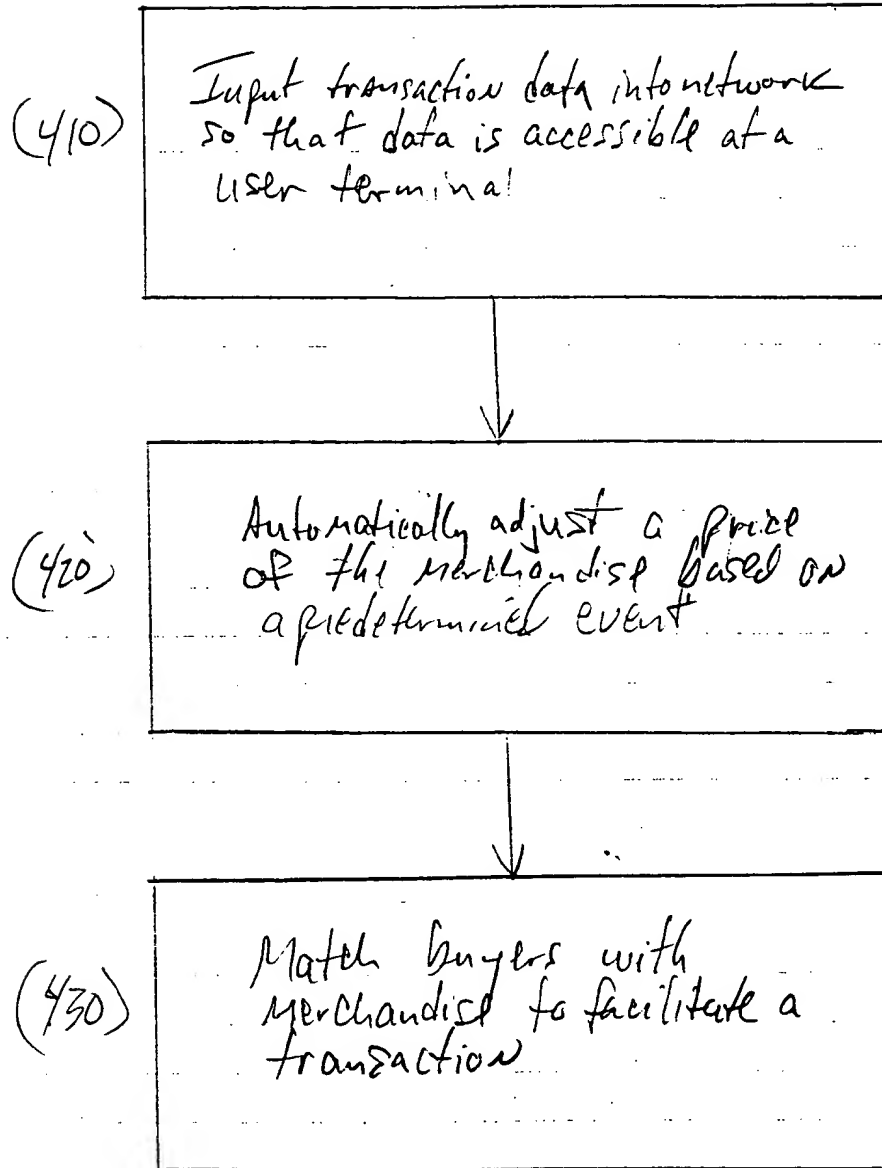 (410)
Input transaction data into network
so that data is accessible at a
user terminal
(420)
Automatically adjust a price
of the merchandise based on
a predetermined event
(430)
Match buyers with
merchandise to facilitate a
transaction